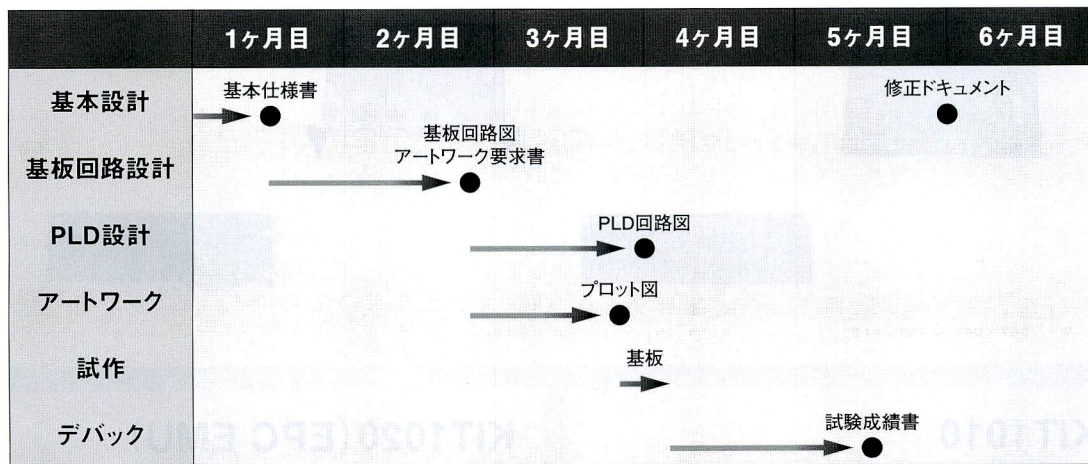 1ヶ月目 2ヶ月目 3ヶ月目 4ヶ月目 5ヶ月目 6ヶ月目
基本設計
基本仕様書
修正ドキュメント
基板回路図
アートワーク要求書
基板回路設計
PLD設計
PLD回路図
アートワーク
プロット図
試作
基板
デバック
試験成績書
KIT1010
KIT1020(EPC EMU)